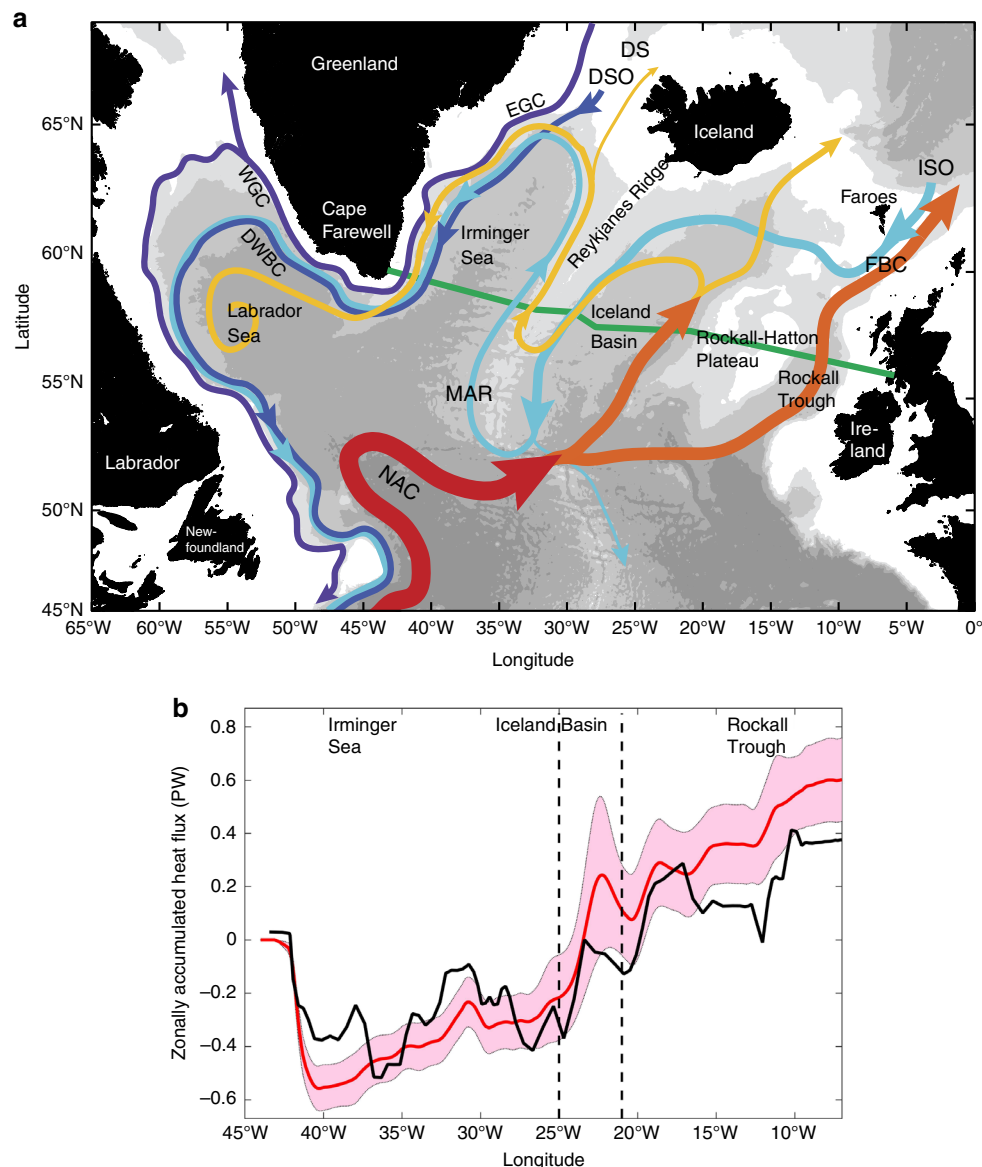 a
Greenland
DS
DSO
EGC
Iceland
65°N
WGC
ISO
Faroes
Cape
Farewell
Irminger
Sea
Reykjanes Ridge
60°N
DWBC
FBC
Latitude
Labrador
Sea
Iceland
Basin
Rockall-Hatton
Plateau
55°N
MAR
Rockall
Trough
Ire-
land
Labrador
NAC
50°N
New-
foundland
45°N
65°W 60°W 55°W 50°W 45°W 40°W 35°W 30°W 25°W 20°W 15°W 10°W 5°W 0°
Longitude
b
Irminger
Sea
Iceland Basin
Rockall
Trough
Zonally accumulated heat flux (PW)
0.8
0.6
0.4
0.2
0
−0.2
−0.4
−0.6
45°W 40°W 35°W 30°W 25°W 20°W 15°W 10°W
Longitude